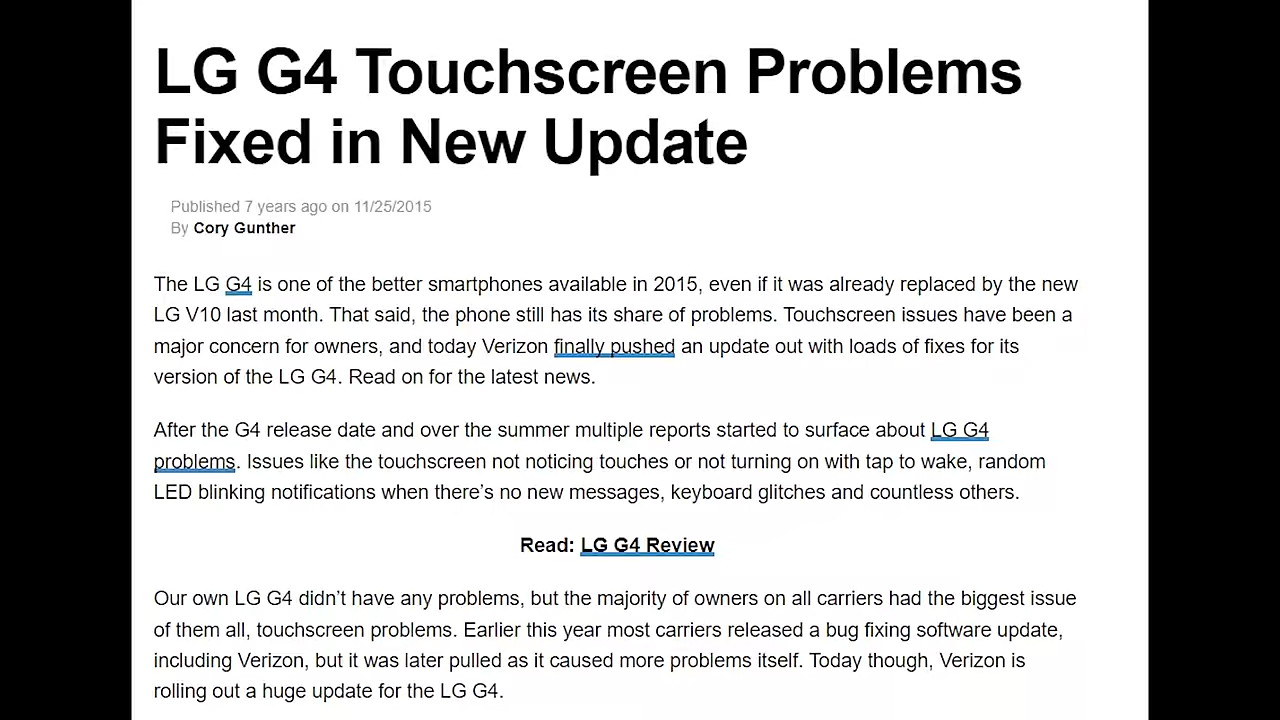 LG G4 Touchscreen Problems
Fixed in New Update
Published 7 years ago on 11/25/2015
By Cory Gunther
The LG G4 is one of the better smartphones available in 2015, even if it was already replaced by the new
LG V10 last month. That said, the phone still has its share of problems. Touchscreen issues have been a
major concern for owners, and today Verizon finally pushed an update out with loads of fixes for its
version of the LG G4. Read on for the latest news.
After the G4 release date and over the summer multiple reports started to surface about LG G4
problems. Issues like the touchscreen not noticing touches or not turning on with tap to wake, random
LED blinking notifications when there’s no new messages, keyboard glitches and countless others.
Read: LG G4 Review
Our own LG G4 didn’t have any problems, but the majority of owners on all carriers had the biggest issue
of them all, touchscreen problems. Earlier this year most carriers released a bug fixing software update,
including Verizon, but it was later pulled as it caused more problems itself. Today though, Verizon is
rolling out a huge update for the LG G4.